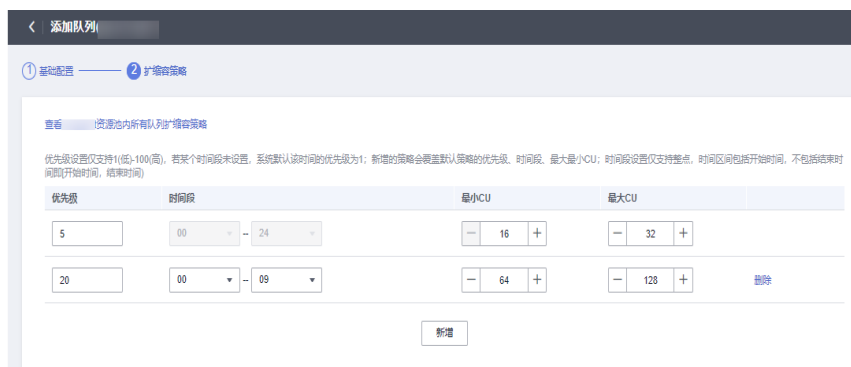 添加队列(
1 基础配置 2 扩缩容策略
查看 资源池内所有队列扩缩容策略
优先级设置仅支持1(低)-100(高)，若某个时间段未设置，系统默认该时间的优先级为1；新增的策略会覆盖默认策略的优先级、时间段、最大最小CU；时间段设置仅支持整点，时间区间包括开始时间，不包括结束时
间即[开始时间，结束时间)
优先级 时间段 最小CU 最大CU
5 00 -- 24 16 32
20 00 -- 09 64 128 删除
新增